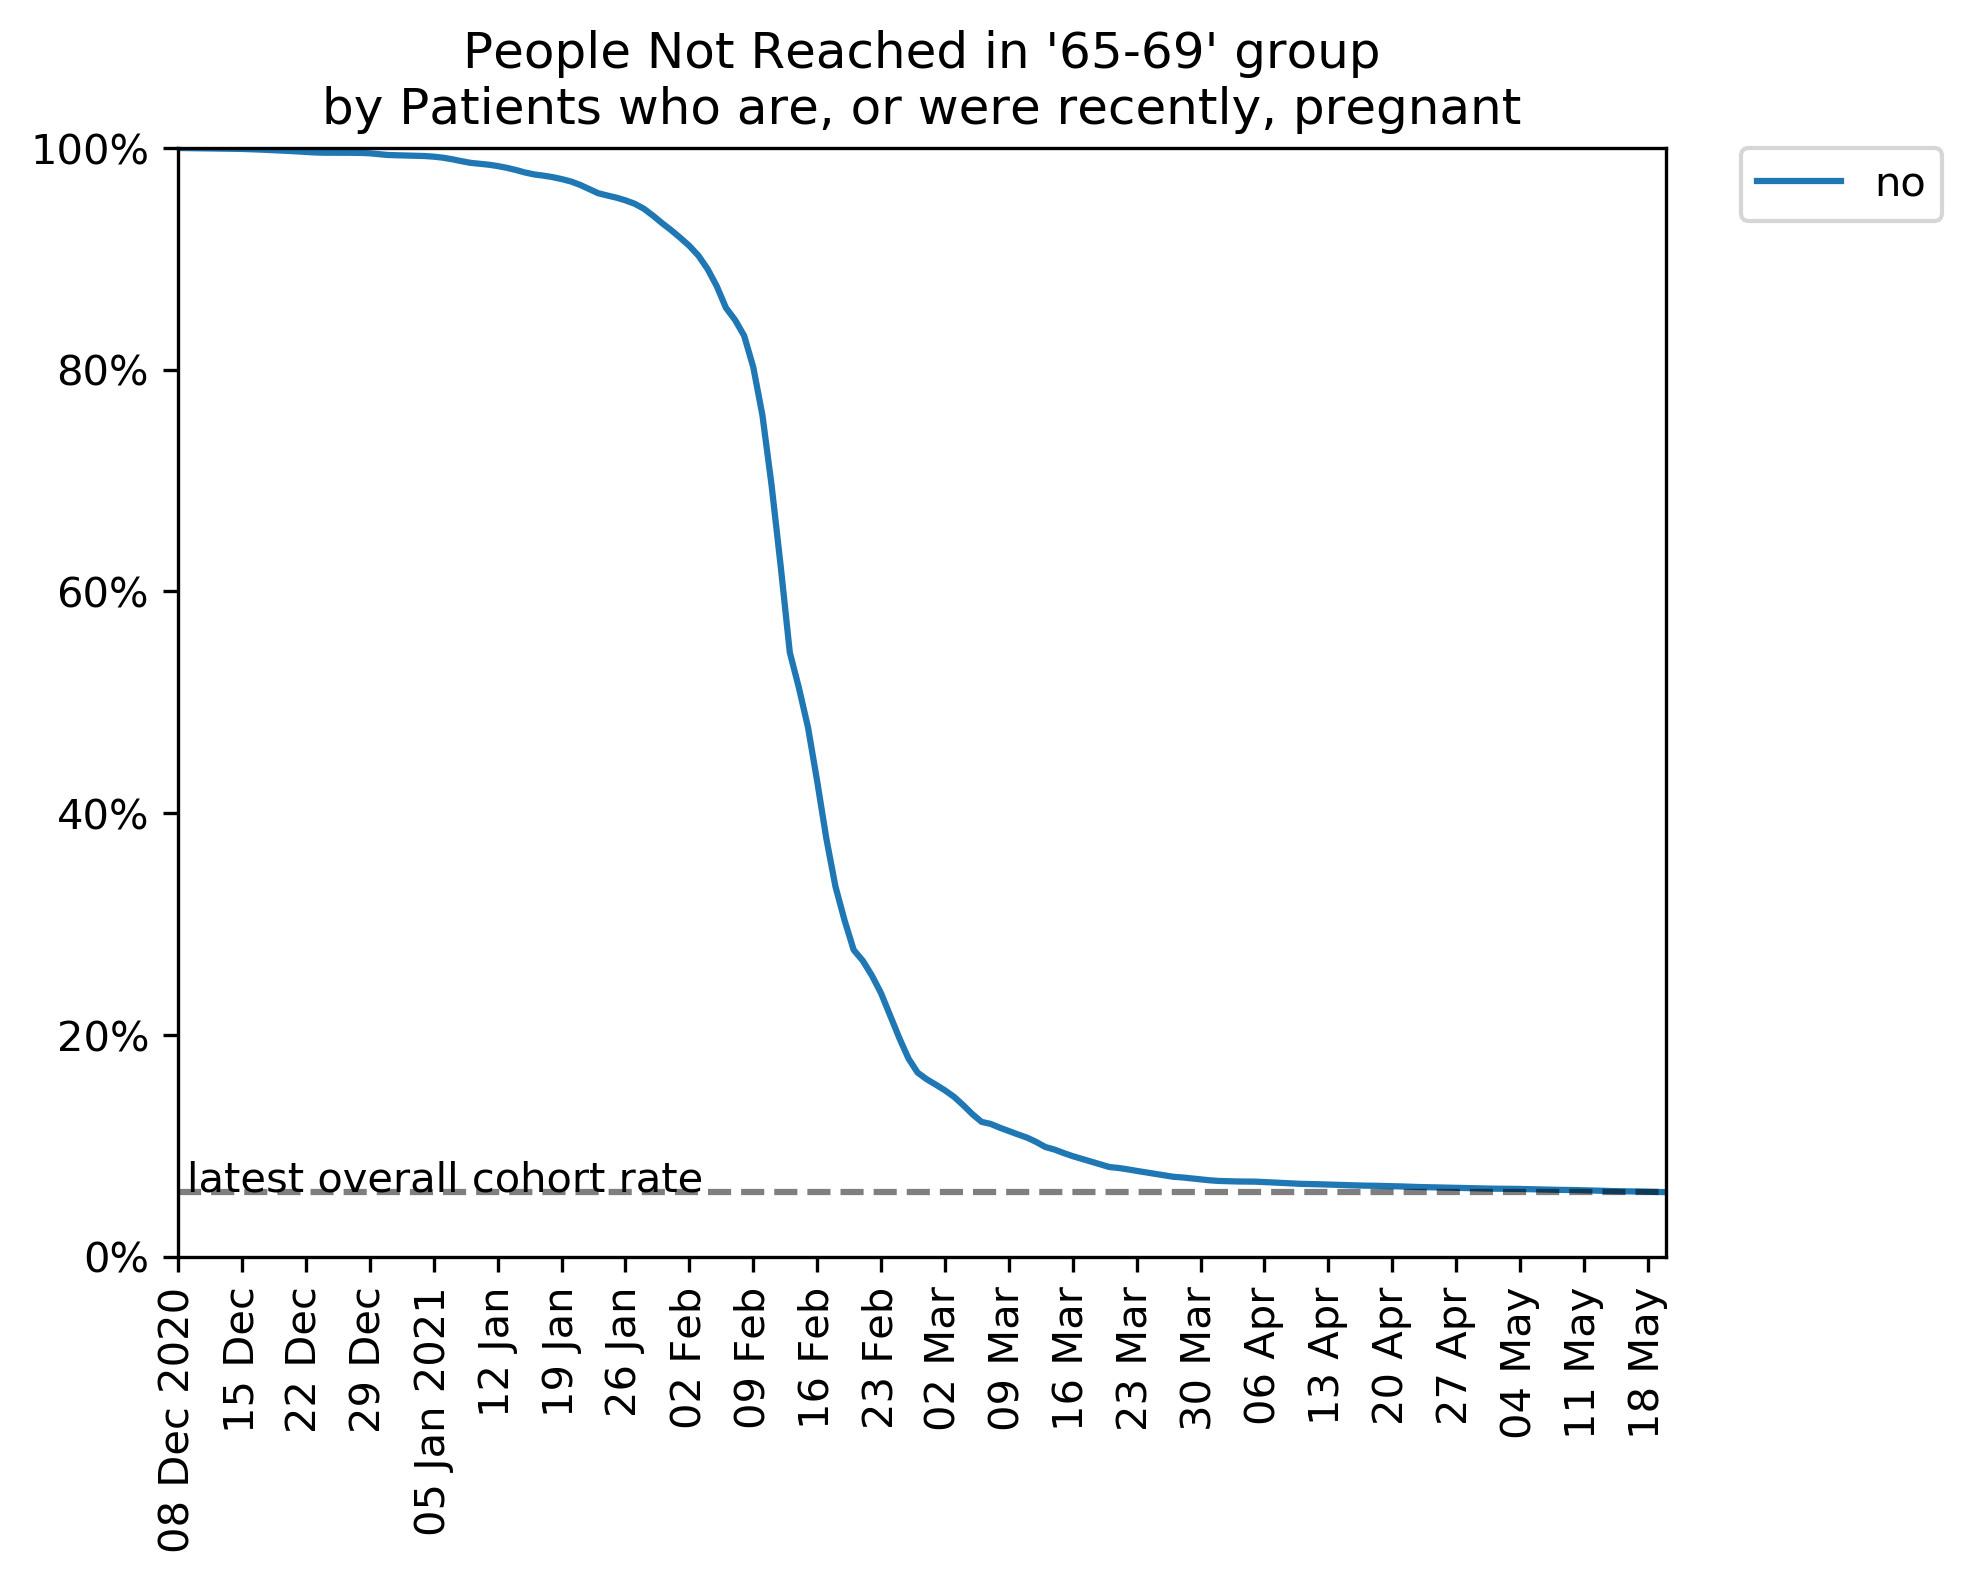 People Not Reached in '65-69' group
by Patients who are, or were recently, pregnant
100%
80%
60%
40%
20%
0%
no
latest overall cohort rate
08 Dec 2020
15 Dec
22 Dec
29 Dec
05 Jan 2021
12 Jan
19 Jan
26 Jan
02 Feb
09 Feb
16 Feb
23 Feb
02 Mar
09 Mar
16 Mar
23 Mar
30 Mar
06 Apr
13 Apr
20 Apr
27 Apr
04 May
11 May
18 May